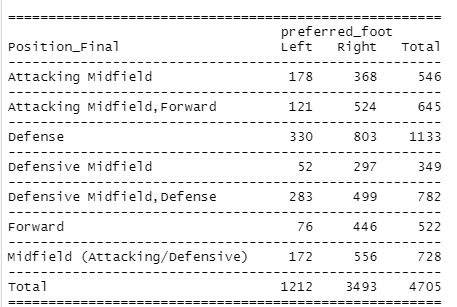 ==========================================================
preferred_foot
Position_Final Left Right Total
----------------------------------------------------------
Attacking Midfield 178 368 546
----------------------------------------------------------
Attacking Midfield,Forward 121 524 645
----------------------------------------------------------
Defense 330 803 1133
----------------------------------------------------------
Defensive Midfield 52 297 349
----------------------------------------------------------
Defensive Midfield,Defense 283 499 782
----------------------------------------------------------
Forward 76 446 522
----------------------------------------------------------
Midfield (Attacking/Defensive) 172 556 728
----------------------------------------------------------
Total 1212 3493 4705
==========================================================